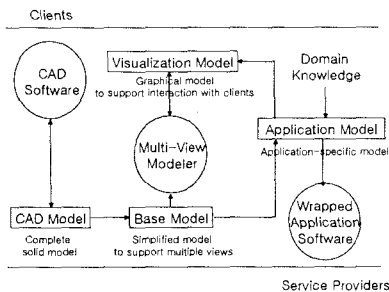 Clients
CAD
Software
Visualization Model
Graphical model
to support interaction with clients
Domain
Knowledge
Multi-View
Modeler
Application Model
Application-specific model
Wrapped
Application
Software
CAD Model
Complete
solid model
Base Model
Simplified model
to support multiple views
Service Providers